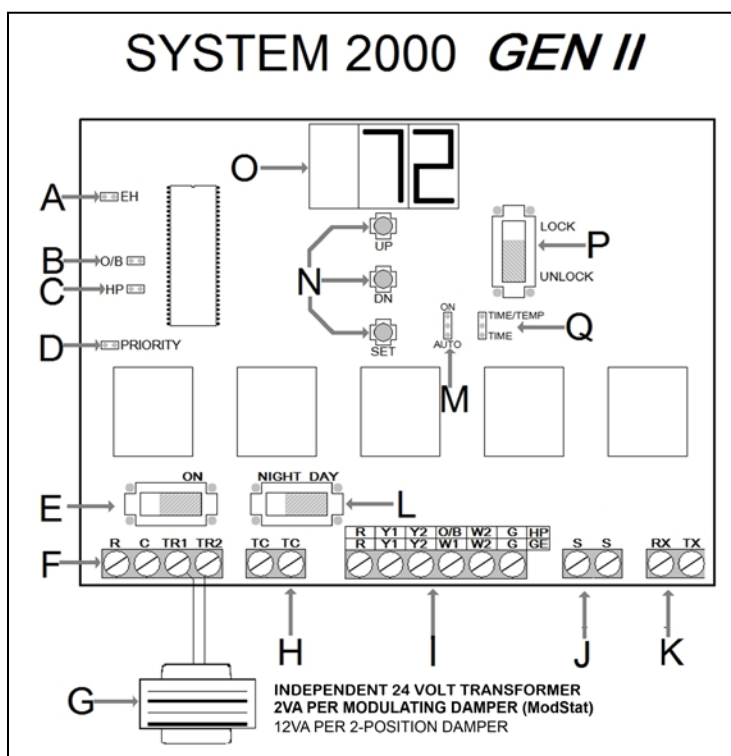 SYSTEM 2000 GEN II
O 72
A EH
UP
LOCK
P
B O/B
N
UNLOCK
C HP
DN
ON TIME/TEMP Q
D PRIORITY
SET AUTO TIME
M
E ON
NIGHT DAY L
R Y1 Y2 O/B W2 G HP
R Y1 Y2 W1 W2 G GE
F R C TR1 TR2 TC TC S S RX TX
H I J K
G
INDEPENDENT 24 VOLT TRANSFORMER
2VA PER MODULATING DAMPER (ModStat)
12VA PER 2-POSITION DAMPER